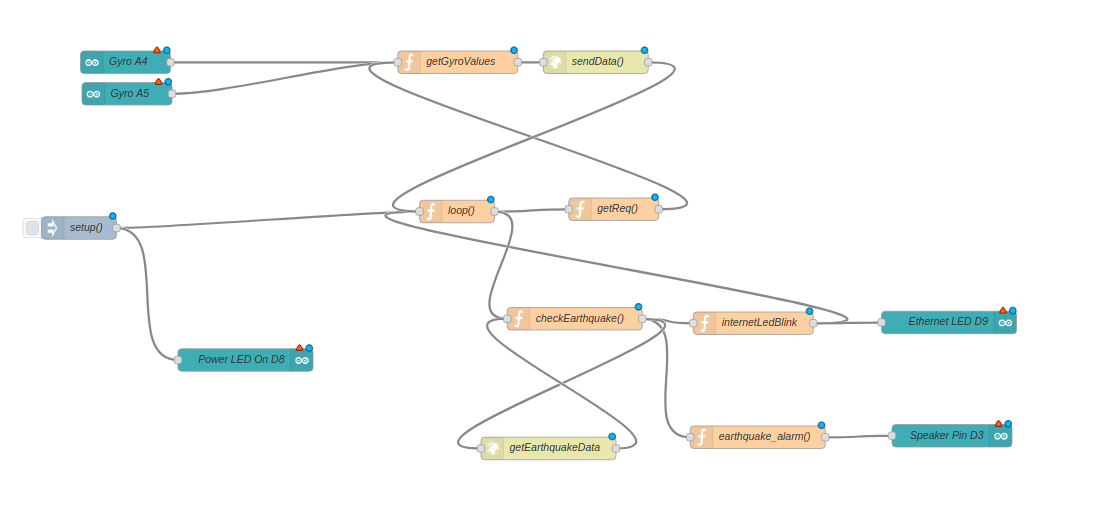 Gyro A4
getGyroValues
sendData()
Gyro A5
loop()
getReq()
setup()
checkEarthquake()
internetLedBlink
Ethernet LED D9
Power LED On D8
getEarthquakeData
earthquake_alarm()
Speaker Pin D3